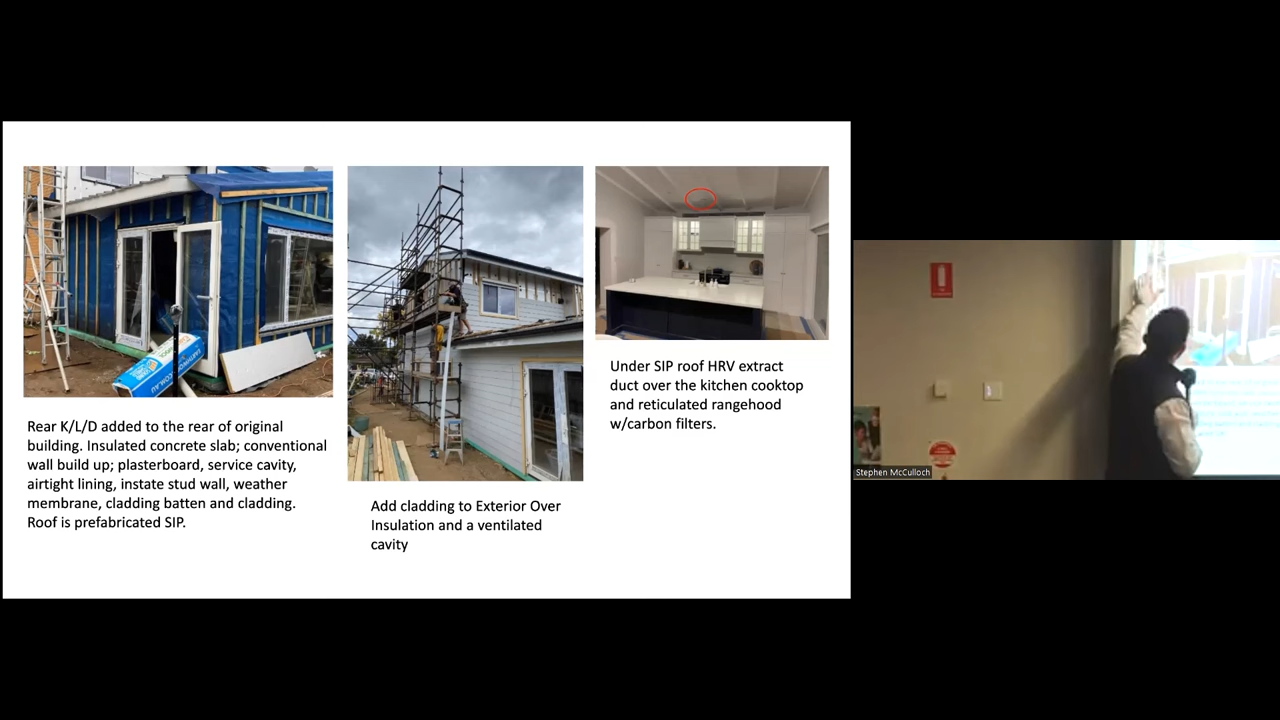 Rear K/L/D added to the rear of original
building. Insulated concrete slab; conventional
wall build up; plasterboard, service cavity,
airtight lining, instate stud wall, weather
membrane, cladding batten and cladding.
Roof is prefabricated SIP.
Add cladding to Exterior Over
Insulation and a ventilated
cavity
Under SIP roof HRV extract
duct over the kitchen cooktop
and reticulated rangehood
w/carbon filters.
Stephen McCulloch